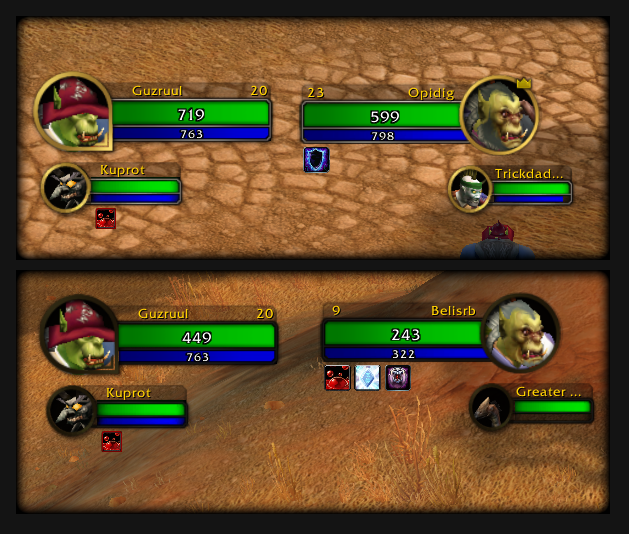 Guzruul 20 23 Opidig
719 599
763 798
Kuprot Trickdad...
Guzruul 20 9 Belisrb
449 243
763 322
Kuprot Greater ...